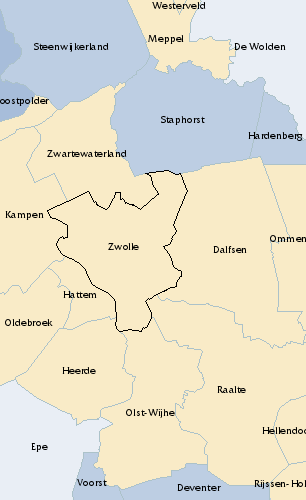 Westerveld
Meppel
Steenwijkerland
De Wolden
oostpolder
Staphorst
Hardenberg
Zwartewaterland
Kampen
Zwolle
Dalfsen
Ommen
Hattem
Oldebroek
Heerde
Raalte
Olst-Wijhe
Hellendoo
Epe
Voorst
Deventer
Rijssen-Hol